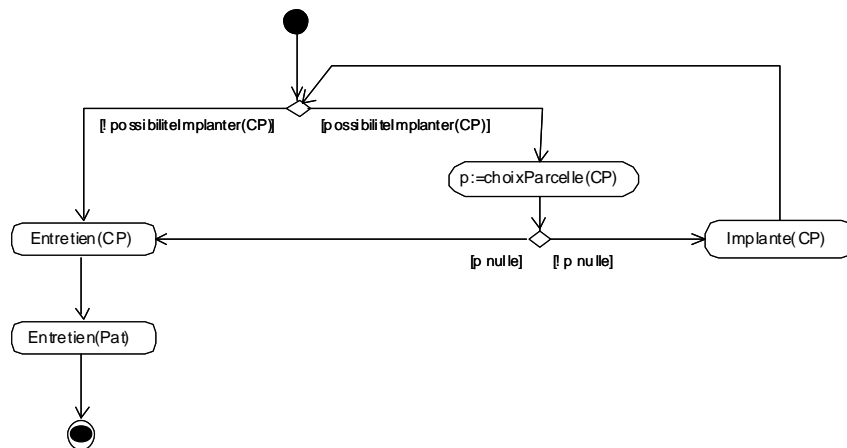 [! possibiliteImplanter(CP)]
[possibiliteImplanter(CP)]
p:=choixParcelle(CP)
Entretien(CP)
Implante(CP)
[p nulle]
[! p nulle]
Entretien(Pat)